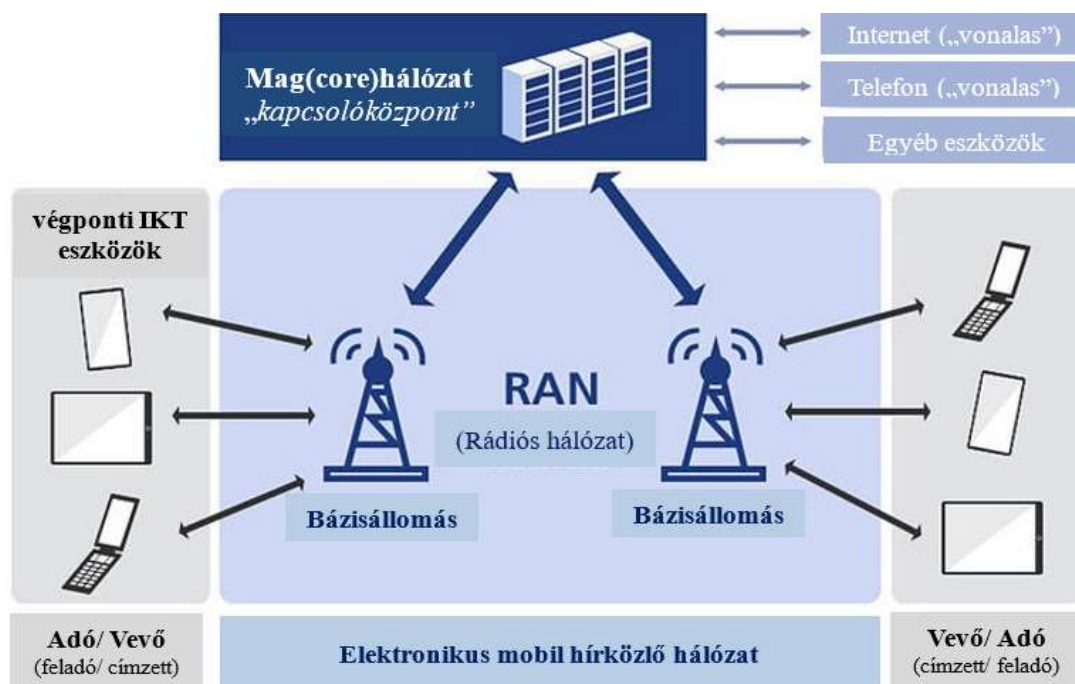 Mag(core)hálózat
„kapcsolóközpont”
Internet („vonalas”)
Telefon („vonalas”)
Egyéb eszközök
végponti IKT
eszközök
RAN
(Rádiós hálózat)
Bázisállomás
Bázisállomás
Adó/ Vevő
(feladó/ címzett)
Elektronikus mobil hírközlő hálózat
Vevő/ Adó
(címzett/ feladó)